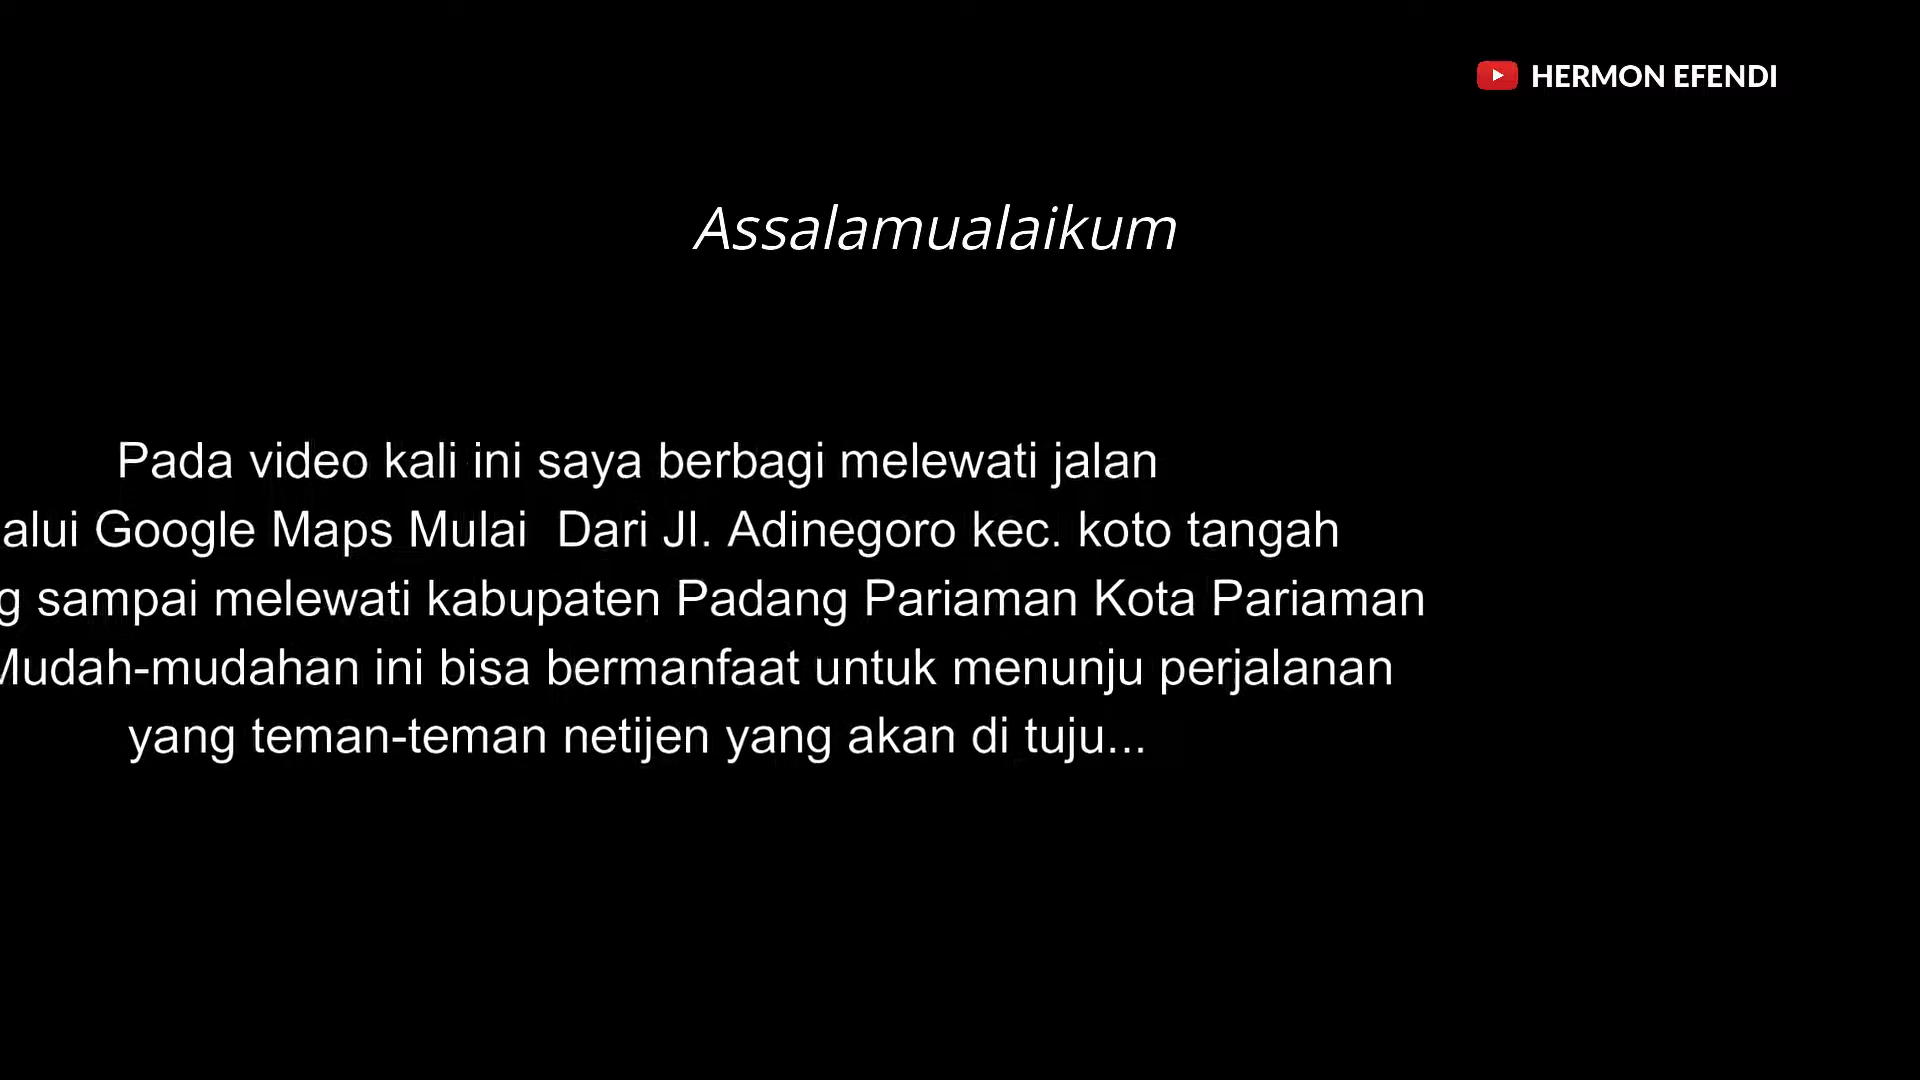 HERMON EFENDI
Assalamualaikum
Pada video kali ini saya berbagi melewati jalan
alui Google Maps Mulai  Dari Jl. Adinegoro kec. koto tangah
g sampai melewati kabupaten Padang Pariaman Kota Pariaman
Mudah-mudahan ini bisa bermanfaat untuk menunju perjalanan
yang teman-teman netijen yang akan di tuju...